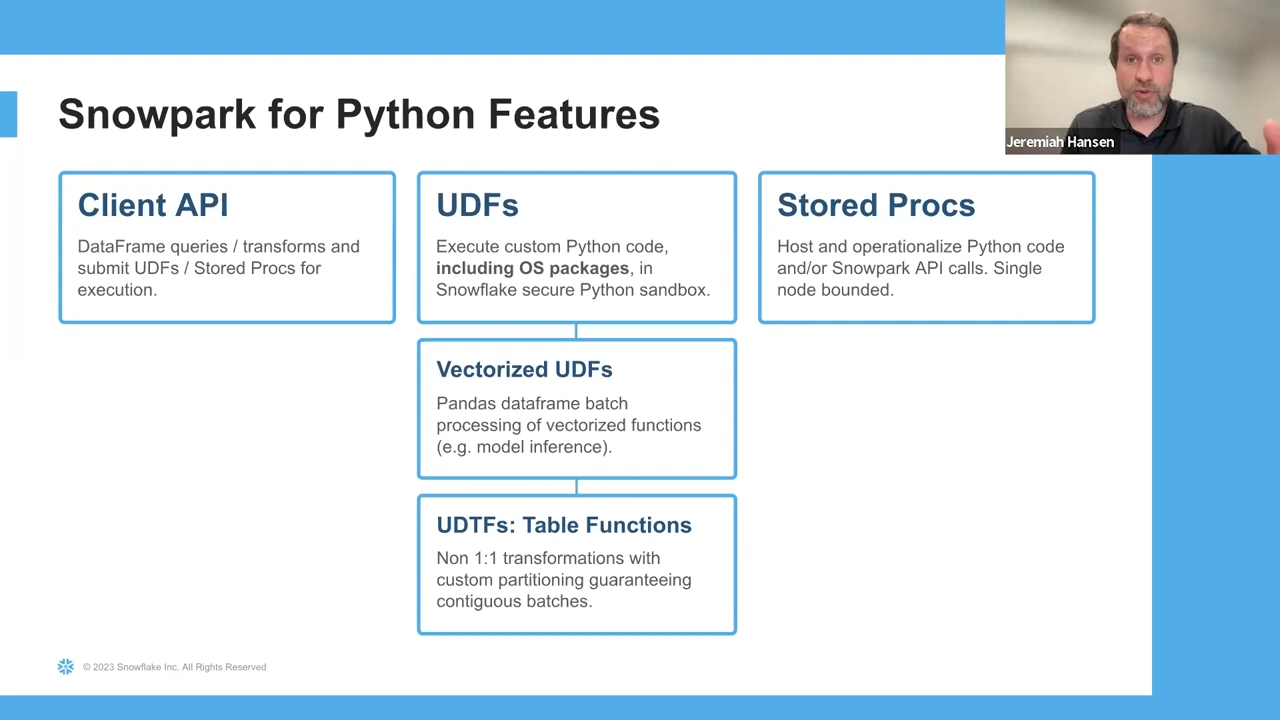 Snowpark for Python Features
Jeremiah Hansen
Client API
DataFrame queries / transforms and
submit UDFs / Stored Procs for
execution.
UDFs
Execute custom Python code,
including OS packages, in
Snowflake secure Python sandbox.
Stored Procs
Host and operationalize Python code
and/or Snowpark API calls. Single
node bounded.
Vectorized UDFs
Pandas dataframe batch
processing of vectorized functions
(e.g. model inference).
UDTFs: Table Functions
Non 1:1 transformations with
custom partitioning guaranteeing
contiguous batches.
© 2023 Snowflake Inc. All Rights Reserved